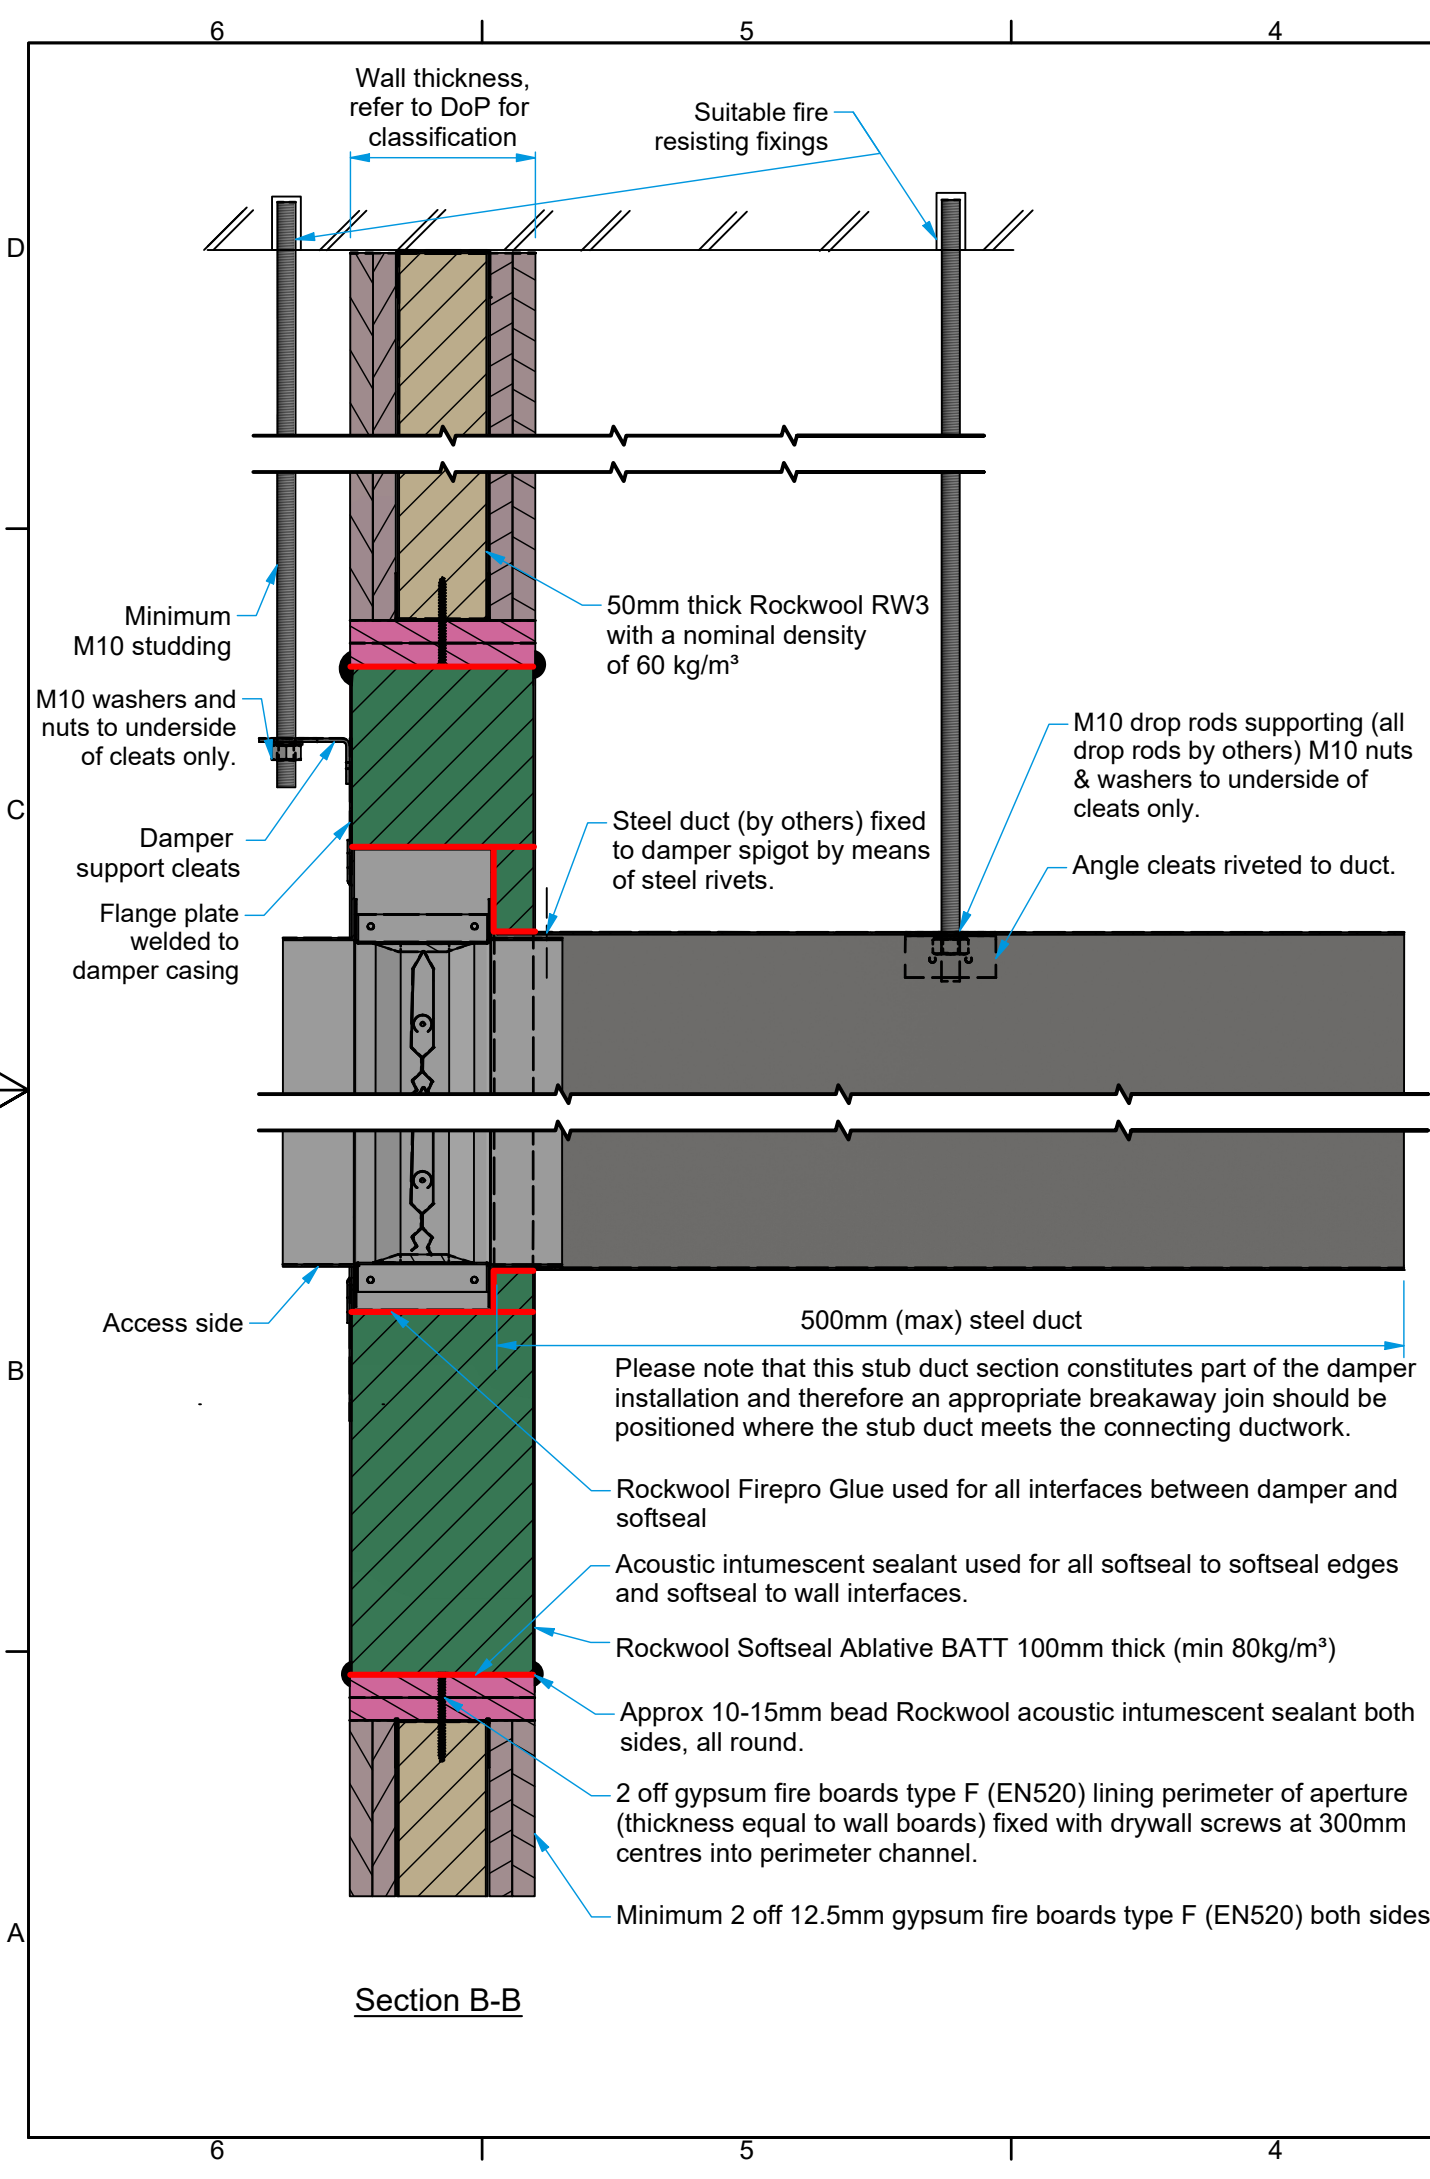 6 5 4
Wall thickness,
refer to DoP for
classification
Suitable fire
resisting fixings
D
Minimum
M10 studding
50mm thick Rockwool RW3
with a nominal density
of 60 kg/m³
M10 washers and
nuts to underside
of cleats only.
M10 drop rods supporting (all
drop rods by others) M10 nuts
& washers to underside of
cleats only.
C
Damper
support cleats
Steel duct (by others) fixed
to damper spigot by means
of steel rivets.
Angle cleats riveted to duct.
Flange plate
welded to
damper casing
Access side
500mm (max) steel duct
B
Please note that this stub duct section constitutes part of the damper
installation and therefore an appropriate breakaway join should be
positioned where the stub duct meets the connecting ductwork.
Rockwool Firepro Glue used for all interfaces between damper and
softseal
Acoustic intumescent sealant used for all softseal to softseal edges
and softseal to wall interfaces.
Rockwool Softseal Ablative BATT 100mm thick (min 80kg/m³)
Approx 10-15mm bead Rockwool acoustic intumescent sealant both
sides, all round.
2 off gypsum fire boards type F (EN520) lining perimeter of aperture
(thickness equal to wall boards) fixed with drywall screws at 300mm
centres into perimeter channel.
Minimum 2 off 12.5mm gypsum fire boards type F (EN520) both sides
A
Section B-B
6 5 4